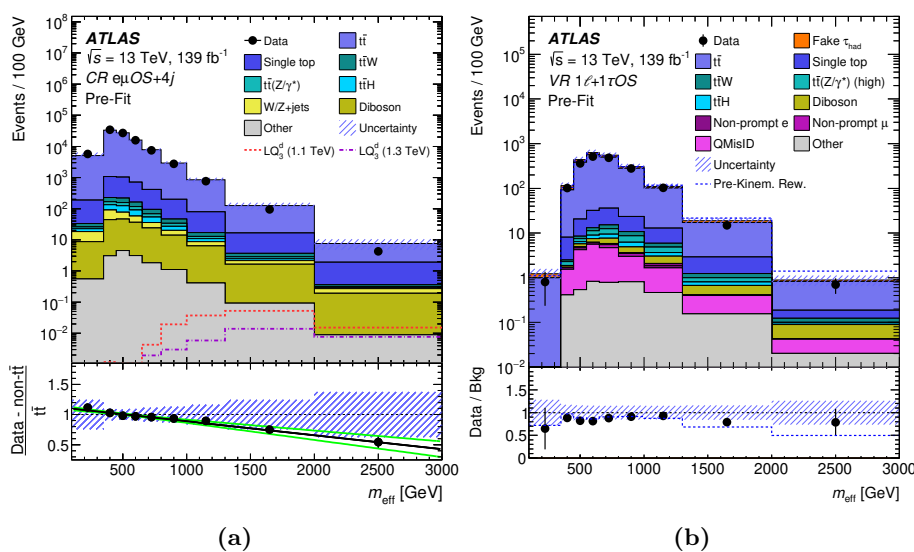 ATLAS
√s = 13 TeV, 139 fb⁻¹
CR eμOS+4j
Pre-Fit
Data
tt̄
Single top
tt̄W
tt̄(Z/γ*)
tt̄H
W/Z+jets
Diboson
Other
Uncertainty
LQ₃ᵈ (1.1 TeV)
LQ₃ᵈ (1.3 TeV)
Events / 100 GeV
10⁸
10⁷
10⁶
10⁵
10⁴
10³
10²
10
1
10⁻¹
10⁻²
Data - non-tt̄
tt̄
1.5
1
0.5
500 1000 1500 2000 2500 3000
m_eff [GeV]
(a)
ATLAS
√s = 13 TeV, 139 fb⁻¹
VR 1ℓ+1τOS
Pre-Fit
Data
Fake τ_had
tt̄
Single top
tt̄W
tt̄(Z/γ*) (high)
tt̄H
Diboson
Non-prompt e
Non-prompt μ
QMisID
Other
Uncertainty
Pre-Kinem. Rew.
Events / 100 GeV
10⁵
10⁴
10³
10²
10
1
10⁻¹
10⁻²
Data / Bkg
2
1.5
1
0.5
0
500 1000 1500 2000 2500 3000
m_eff [GeV]
(b)